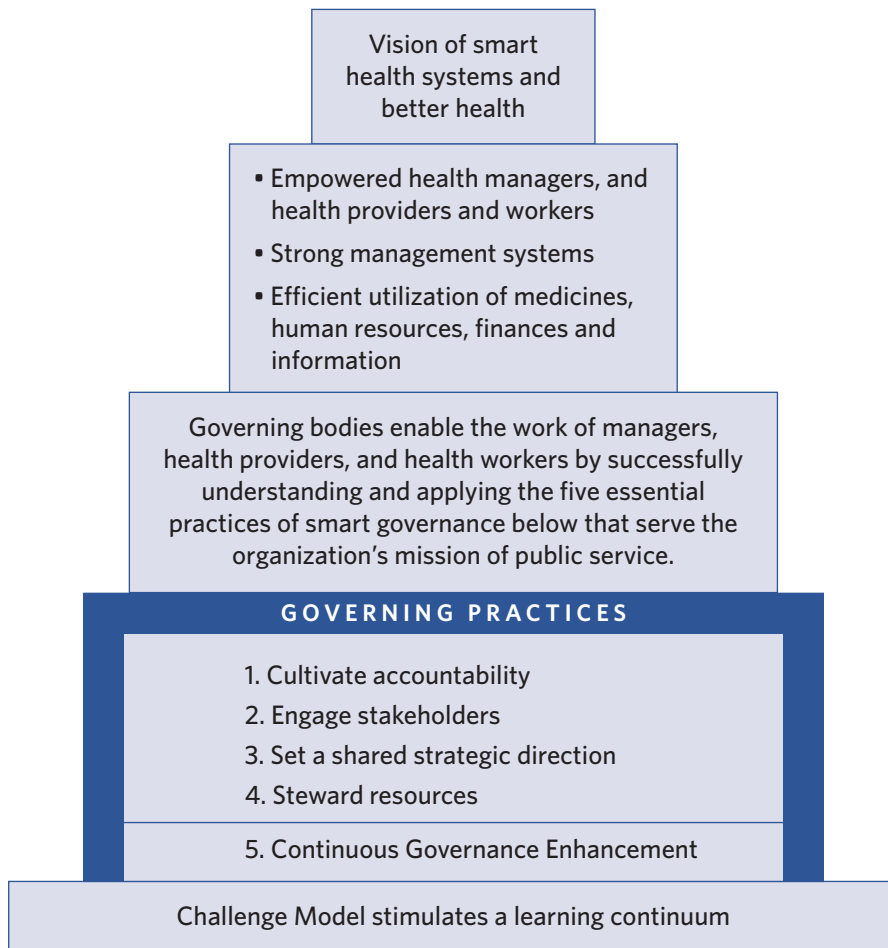 Vision of smart
health systems and
better health
• Empowered health managers, and
health providers and workers
• Strong management systems
• Efficient utilization of medicines,
human resources, finances and
information
Governing bodies enable the work of managers,
health providers, and health workers by successfully
understanding and applying the five essential
practices of smart governance below that serve the
organization’s mission of public service.
GOVERNING PRACTICES
1. Cultivate accountability
2. Engage stakeholders
3. Set a shared strategic direction
4. Steward resources
5. Continuous Governance Enhancement
Challenge Model stimulates a learning continuum